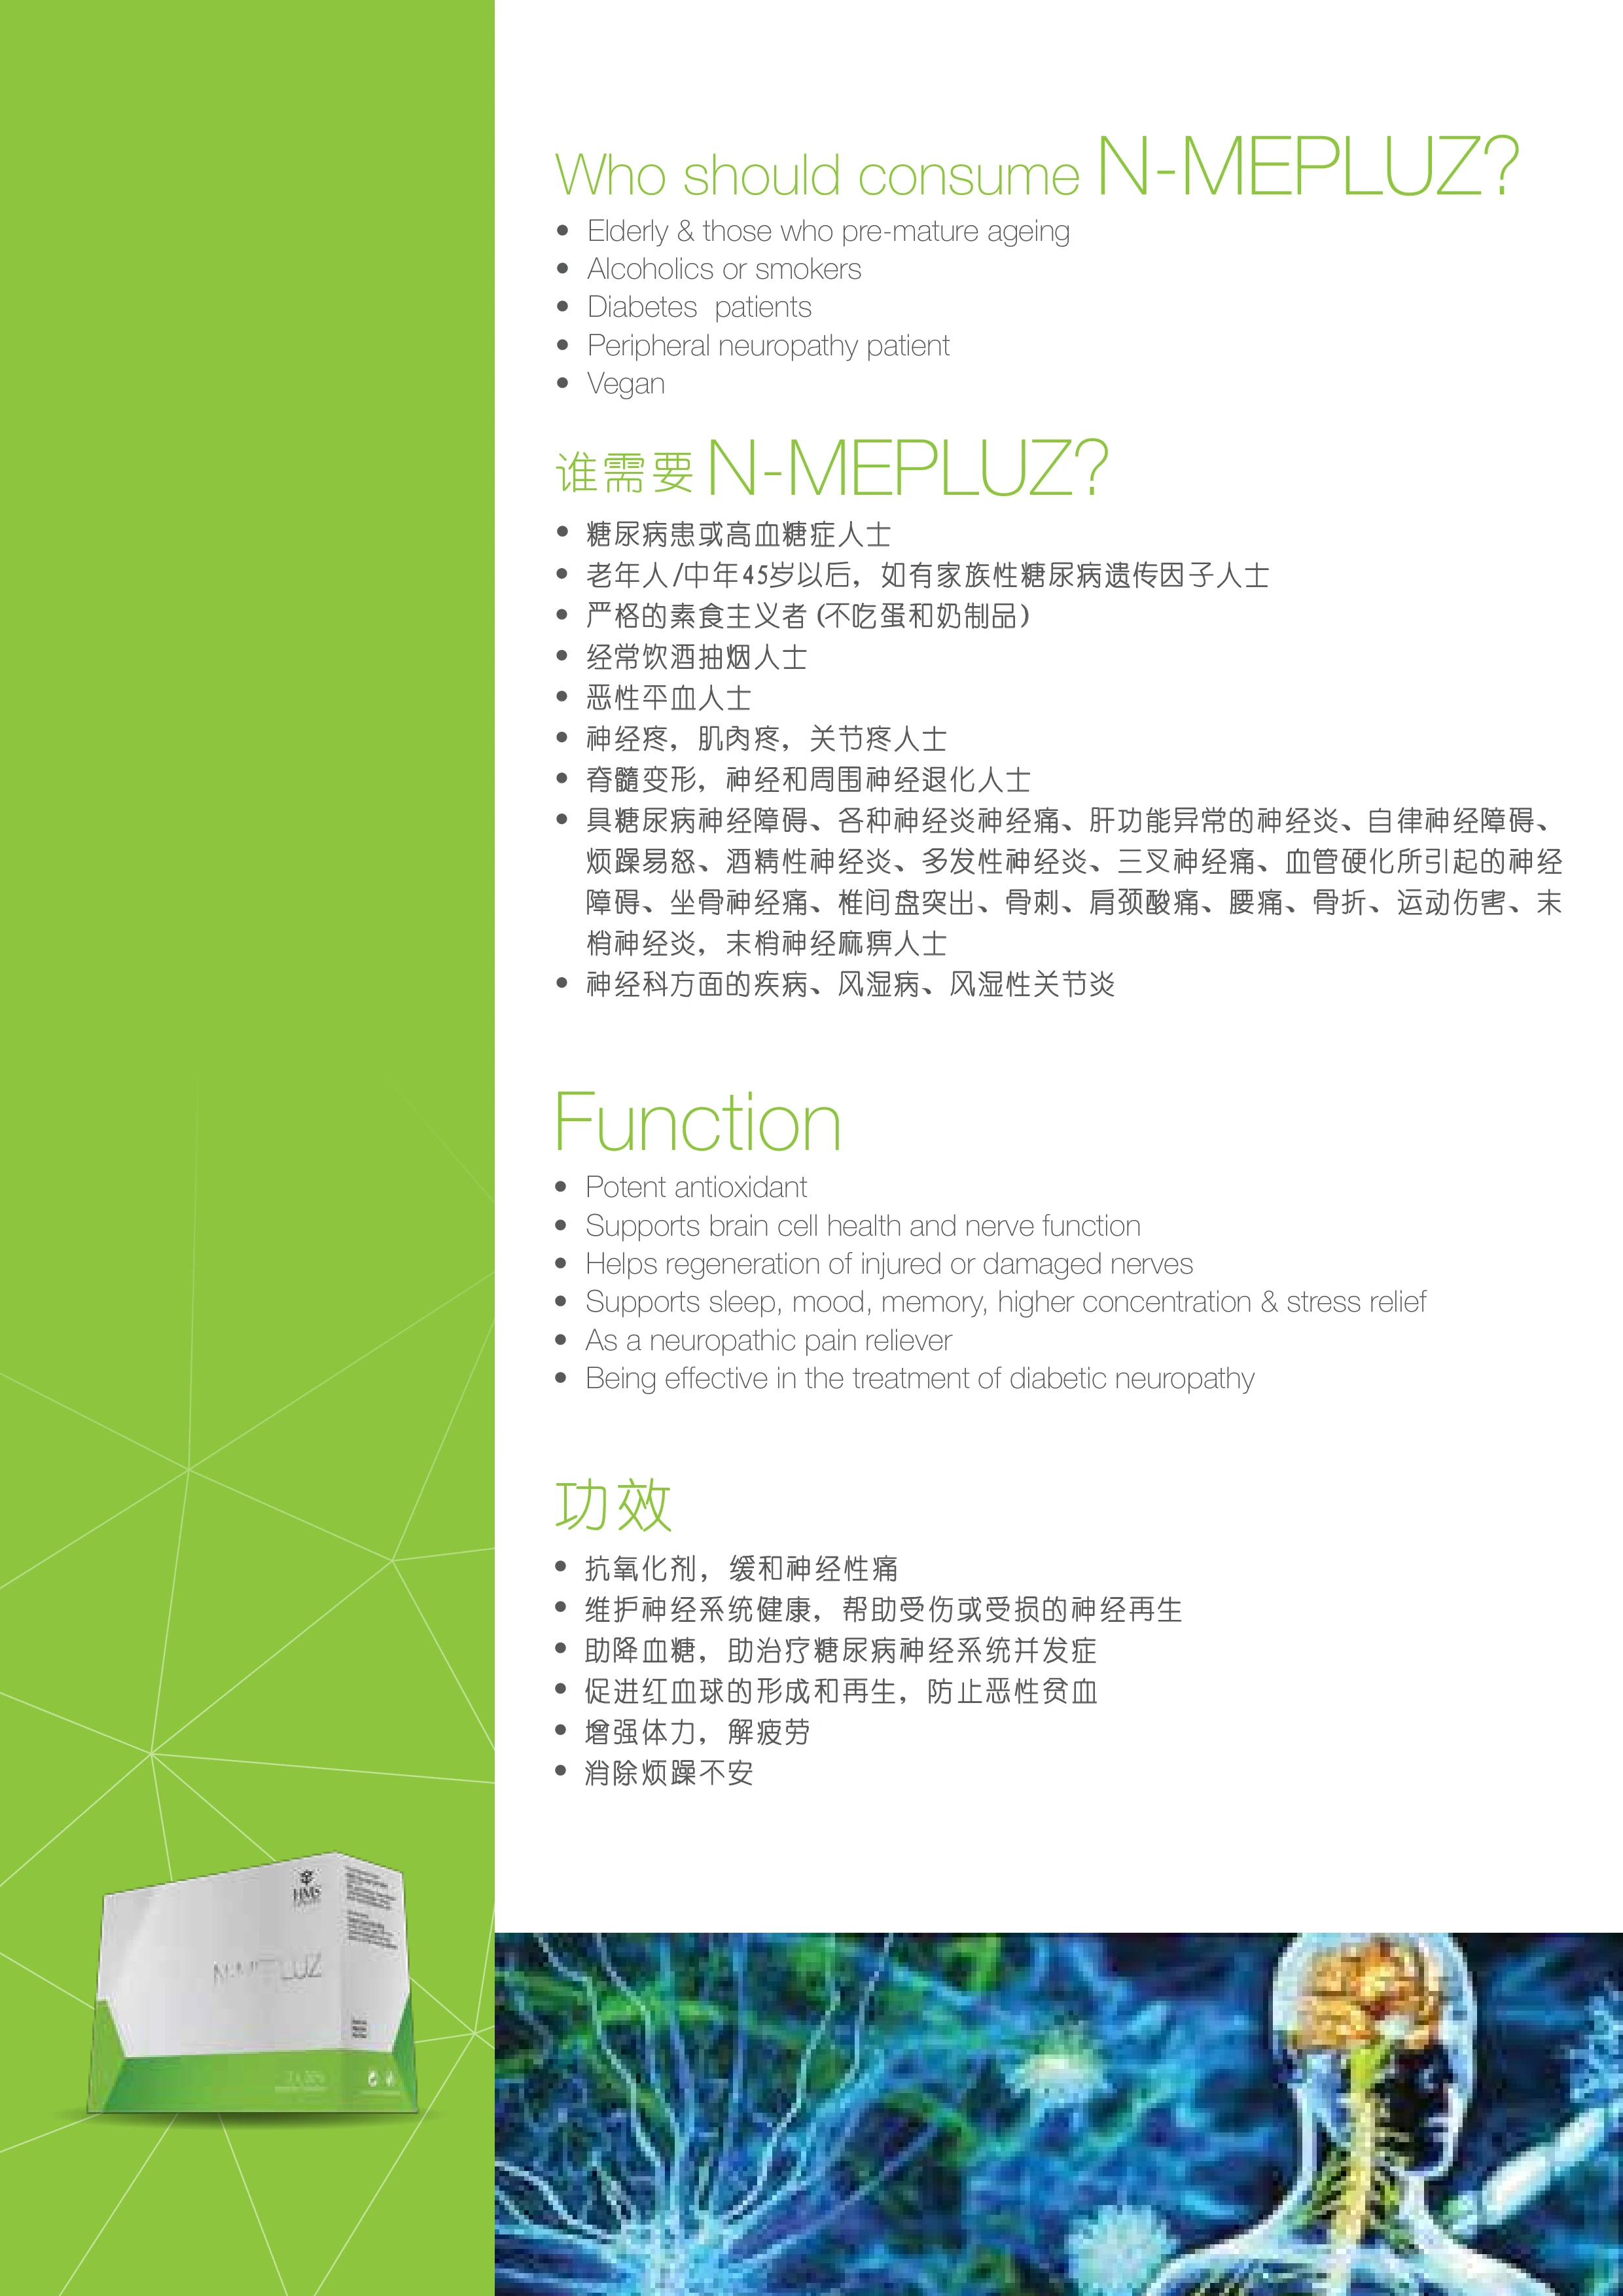 Who should consume N-MEPLUZ?
• Elderly & those who pre-mature ageing
• Alcoholics or smokers
• Diabetes patients
• Peripheral neuropathy patient
• Vegan
谁需要 N-MEPLUZ?
• 糖尿病患或高血糖症人士
• 老年人/中年45岁以后，如有家族性糖尿病遗传因子人士
• 严格的素食主义者 (不吃蛋和奶制品)
• 经常饮酒抽烟人士
• 恶性平血人士
• 神经疼，肌肉疼，关节疼人士
• 脊髓变形，神经和周围神经退化人士
• 具糖尿病神经障碍、各种神经炎神经痛、肝功能异常的神经炎、自律神经障碍、
烦躁易怒、酒精性神经炎、多发性神经炎、三叉神经痛、血管硬化所引起的神经
障碍、坐骨神经痛、椎间盘突出、骨刺、肩颈酸痛、腰痛、骨折、运动伤害、末
梢神经炎，末梢神经麻痹人士
• 神经科方面的疾病、风湿病、风湿性关节炎
Function
• Potent antioxidant
• Supports brain cell health and nerve function
• Helps regeneration of injured or damaged nerves
• Supports sleep, mood, memory, higher concentration & stress relief
• As a neuropathic pain reliever
• Being effective in the treatment of diabetic neuropathy
功效
• 抗氧化剂，缓和神经性痛
• 维护神经系统健康，帮助受伤或受损的神经再生
• 助降血糖，助治疗糖尿病神经系统并发症
• 促进红血球的形成和再生，防止恶性贫血
• 增强体力，解疲劳
• 消除烦躁不安
HMS
N-MEPLUZ